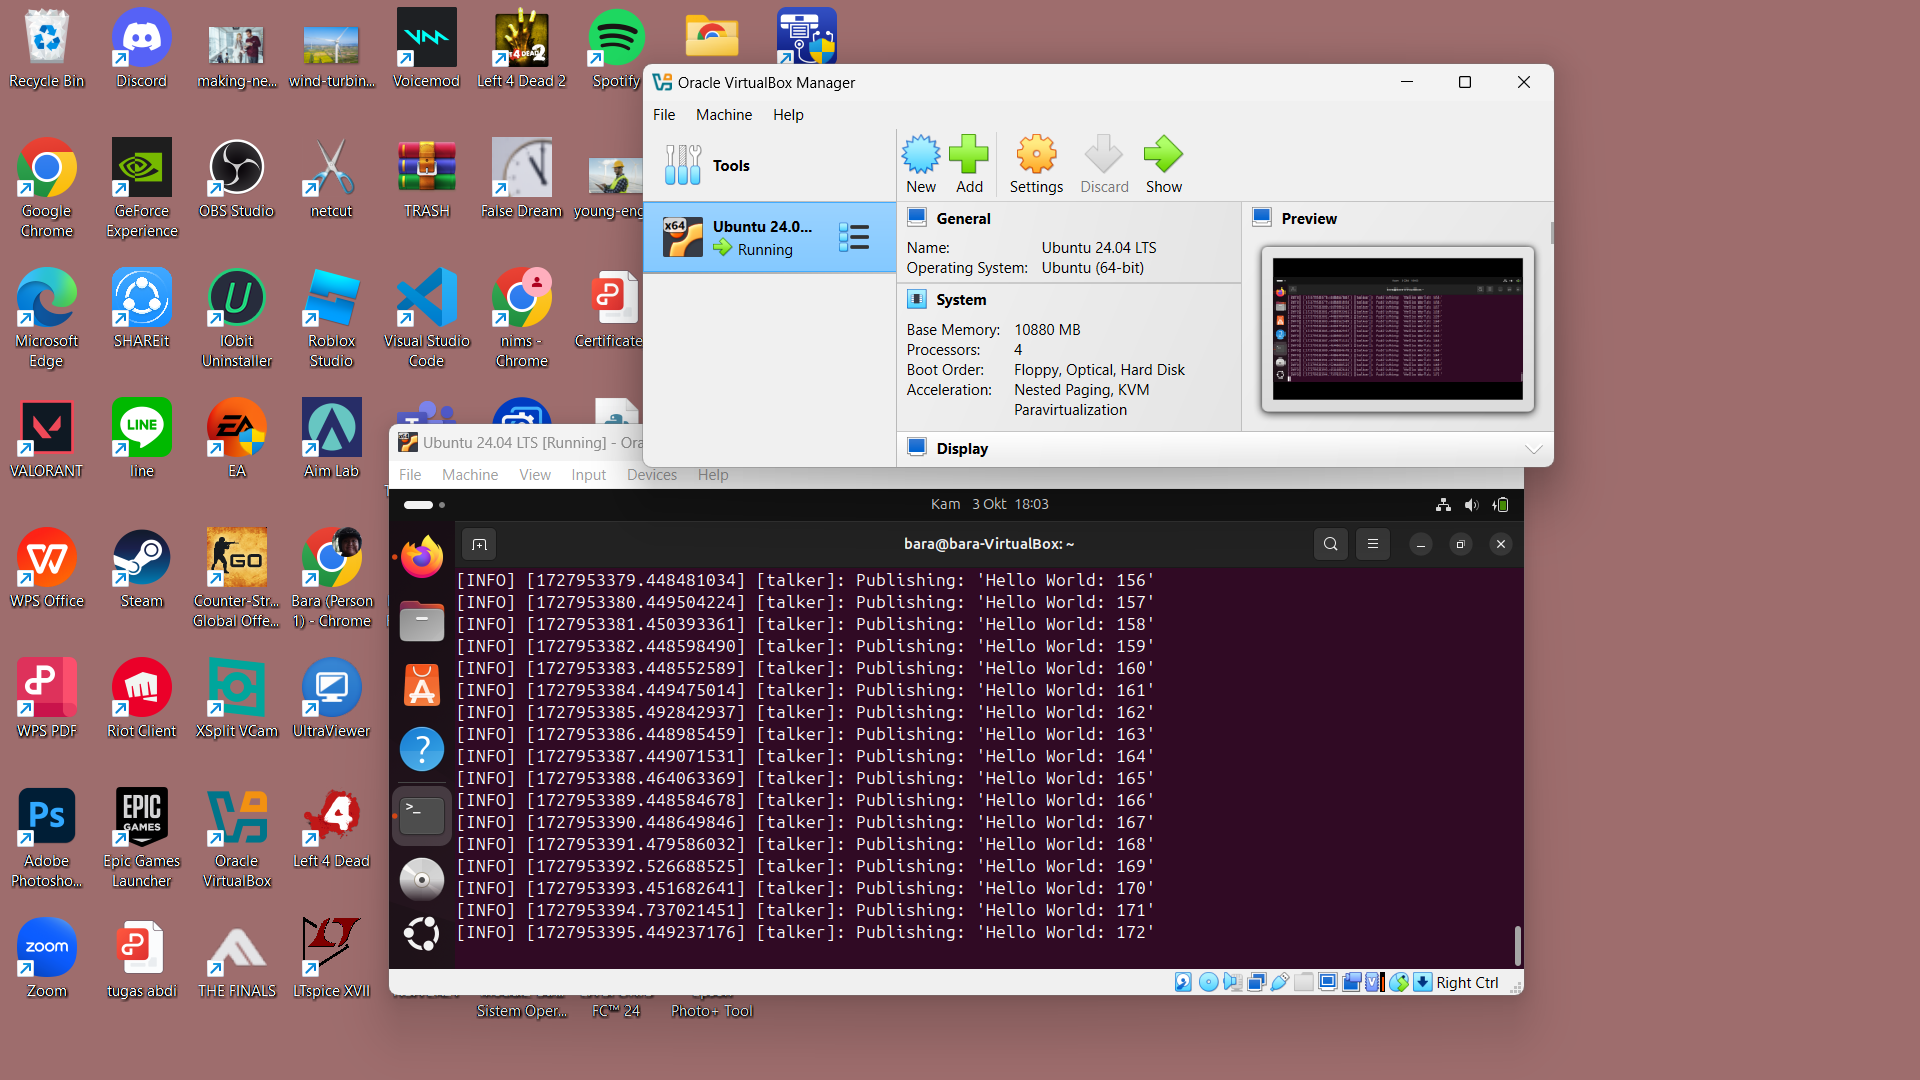 Recycle Bin
Discord
making-ne...
wind-turbin...
Voicemod
Left 4 Dead 2
Spotify
Google
Chrome
GeForce
Experience
OBS Studio
netcut
TRASH
False Dream
young-eng
Microsoft
Edge
SHAREit
IObit
Uninstaller
Roblox
Studio
Visual Studio
Code
nims -
Chrome
Certificate
VALORANT
LINE
line
EA
EA
Aim Lab
WPS Office
Steam
GO
Counter-Str...
Global Offe...
Bara (Person
1) - Chrome
WPS PDF
Riot Client
XSplit VCam
UltraViewer
Ps
Adobe
Photosho...
EPIC
GAMES
Epic Games
Launcher
Oracle
VirtualBox
Left 4 Dead
zoom
Zoom
tugas abdi
THE FINALS
LTspice XVII
Sistem Oper...
FC™ 24
Photo+ Tool
Oracle VirtualBox Manager
File Machine Help
Tools
New
Add
Settings
Discard
Show
x64
Ubuntu 24.0...
Running
General
Name: Ubuntu 24.04 LTS
Operating System: Ubuntu (64-bit)
System
Base Memory: 10880 MB
Processors: 4
Boot Order: Floppy, Optical, Hard Disk
Acceleration: Nested Paging, KVM
Paravirtualization
Preview
Display
Ubuntu 24.04 LTS [Running] - Ora
File Machine View Input Devices Help
Kam 3 Okt 18:03
bara@bara-VirtualBox: ~
[INFO] [1727953379.448481034] [talker]: Publishing: 'Hello World: 156'
[INFO] [1727953380.449504224] [talker]: Publishing: 'Hello World: 157'
[INFO] [1727953381.450393361] [talker]: Publishing: 'Hello World: 158'
[INFO] [1727953382.448598490] [talker]: Publishing: 'Hello World: 159'
[INFO] [1727953383.448552589] [talker]: Publishing: 'Hello World: 160'
[INFO] [1727953384.449475014] [talker]: Publishing: 'Hello World: 161'
[INFO] [1727953385.492842937] [talker]: Publishing: 'Hello World: 162'
[INFO] [1727953386.448985459] [talker]: Publishing: 'Hello World: 163'
[INFO] [1727953387.449071531] [talker]: Publishing: 'Hello World: 164'
[INFO] [1727953388.464063369] [talker]: Publishing: 'Hello World: 165'
[INFO] [1727953389.448584678] [talker]: Publishing: 'Hello World: 166'
[INFO] [1727953390.448649846] [talker]: Publishing: 'Hello World: 167'
[INFO] [1727953391.479586032] [talker]: Publishing: 'Hello World: 168'
[INFO] [1727953392.526688525] [talker]: Publishing: 'Hello World: 169'
[INFO] [1727953393.451682641] [talker]: Publishing: 'Hello World: 170'
[INFO] [1727953394.737021451] [talker]: Publishing: 'Hello World: 171'
[INFO] [1727953395.449237176] [talker]: Publishing: 'Hello World: 172'
Right Ctrl